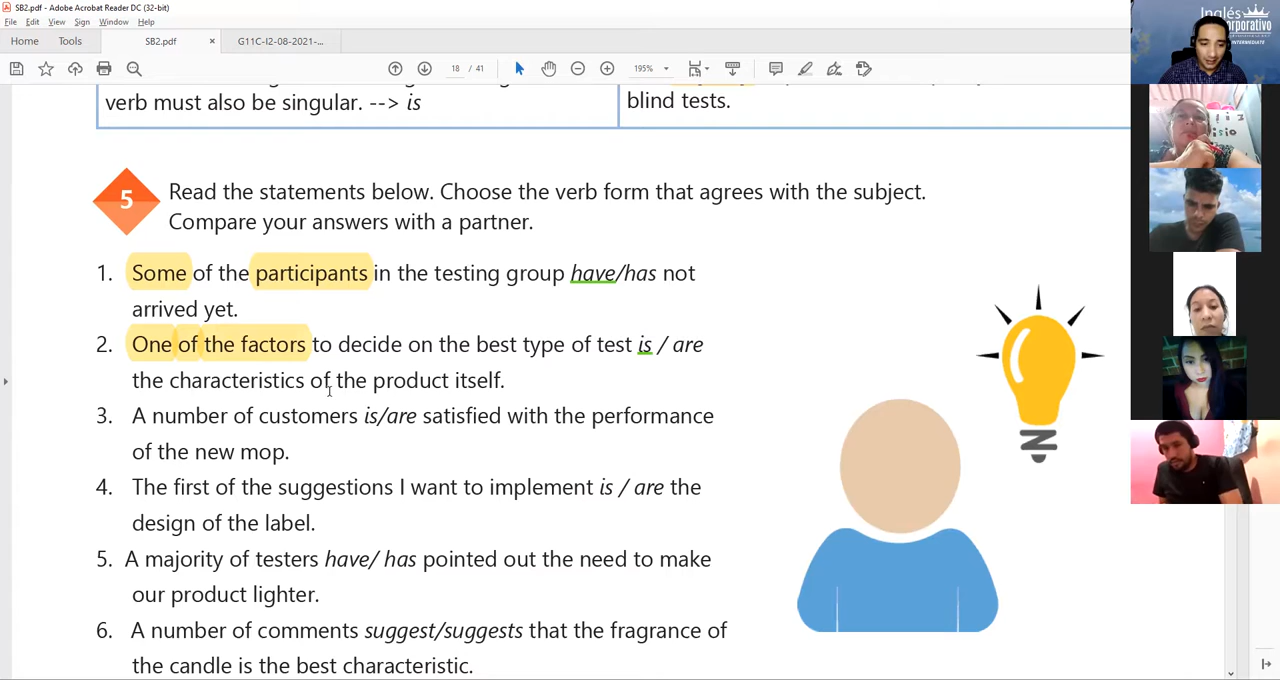 SB2.pdf - Adobe Acrobat Reader DC (32-bit)
File Edit View Sign Window Help
Home Tools SB2.pdf × G11C-I2-08-2021-...
18 / 41 195%
verb must also be singular. --> is
blind tests.
5
Read the statements below. Choose the verb form that agrees with the subject.
Compare your answers with a partner.
1. Some of the participants in the testing group have/has not
arrived yet.
2. One of the factors to decide on the best type of test is / are
the characteristics of the product itself.
3. A number of customers is/are satisfied with the performance
of the new mop.
4. The first of the suggestions I want to implement is / are the
design of the label.
5. A majority of testers have/ has pointed out the need to make
our product lighter.
6. A number of comments suggest/suggests that the fragrance of
the candle is the best characteristic.
Inglés
INTERMEDIATE